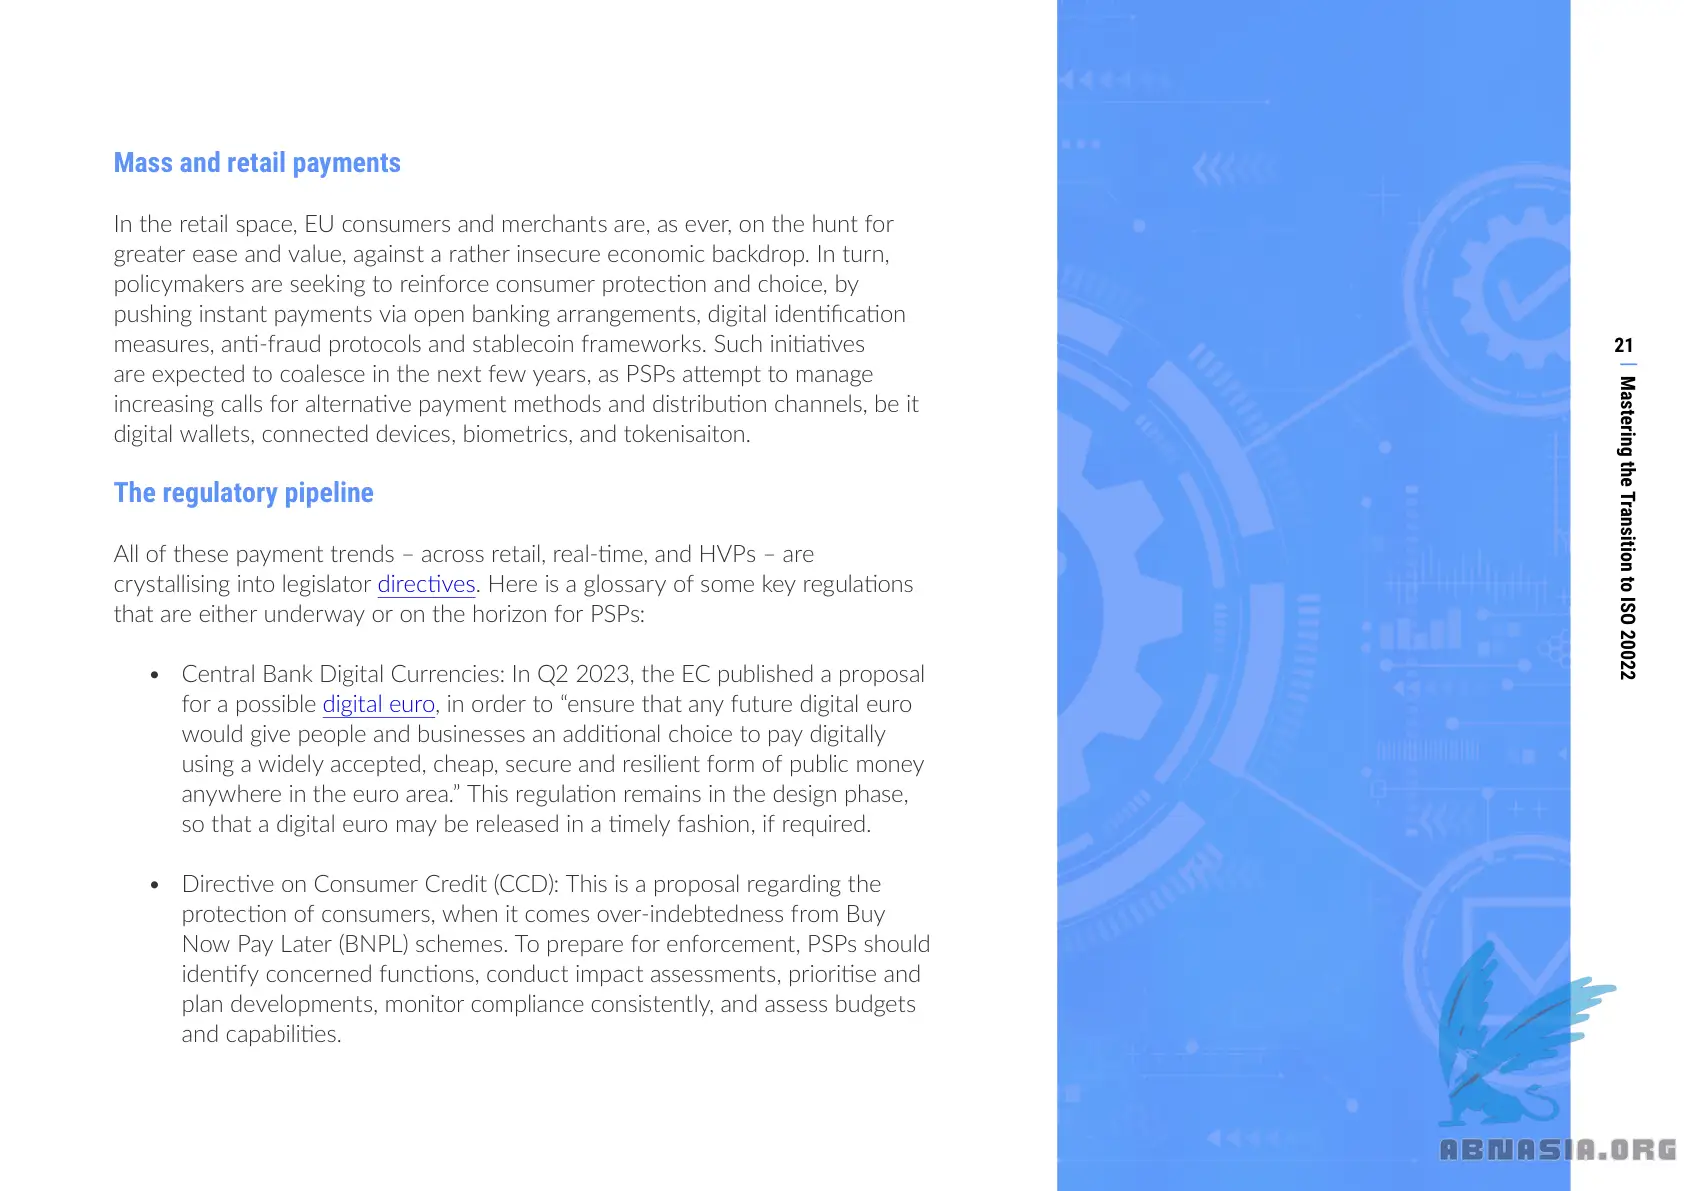 Mass and retail payments
In the retail space, EU consumers and merchants are, as ever, on the hunt for
greater ease and value, against a rather insecure economic backdrop. In turn,
policymakers are seeking to reinforce consumer protection and choice, by
pushing instant payments via open banking arrangements, digital identification
measures, anti-fraud protocols and stablecoin frameworks. Such initiatives
are expected to coalesce in the next few years, as PSPs attempt to manage
increasing calls for alternative payment methods and distribution channels, be it
digital wallets, connected devices, biometrics, and tokenisaiton.
The regulatory pipeline
All of these payment trends – across retail, real-time, and HVPs – are
crystallising into legislator directives. Here is a glossary of some key regulations
that are either underway or on the horizon for PSPs:
• Central Bank Digital Currencies: In Q2 2023, the EC published a proposal
for a possible digital euro, in order to “ensure that any future digital euro
would give people and businesses an additional choice to pay digitally
using a widely accepted, cheap, secure and resilient form of public money
anywhere in the euro area.” This regulation remains in the design phase,
so that a digital euro may be released in a timely fashion, if required.
• Directive on Consumer Credit (CCD): This is a proposal regarding the
protection of consumers, when it comes over-indebtedness from Buy
Now Pay Later (BNPL) schemes. To prepare for enforcement, PSPs should
identify concerned functions, conduct impact assessments, prioritise and
plan developments, monitor compliance consistently, and assess budgets
and capabilities.
21 | Mastering the Transition to ISO 20022
ABNASIA.ORG